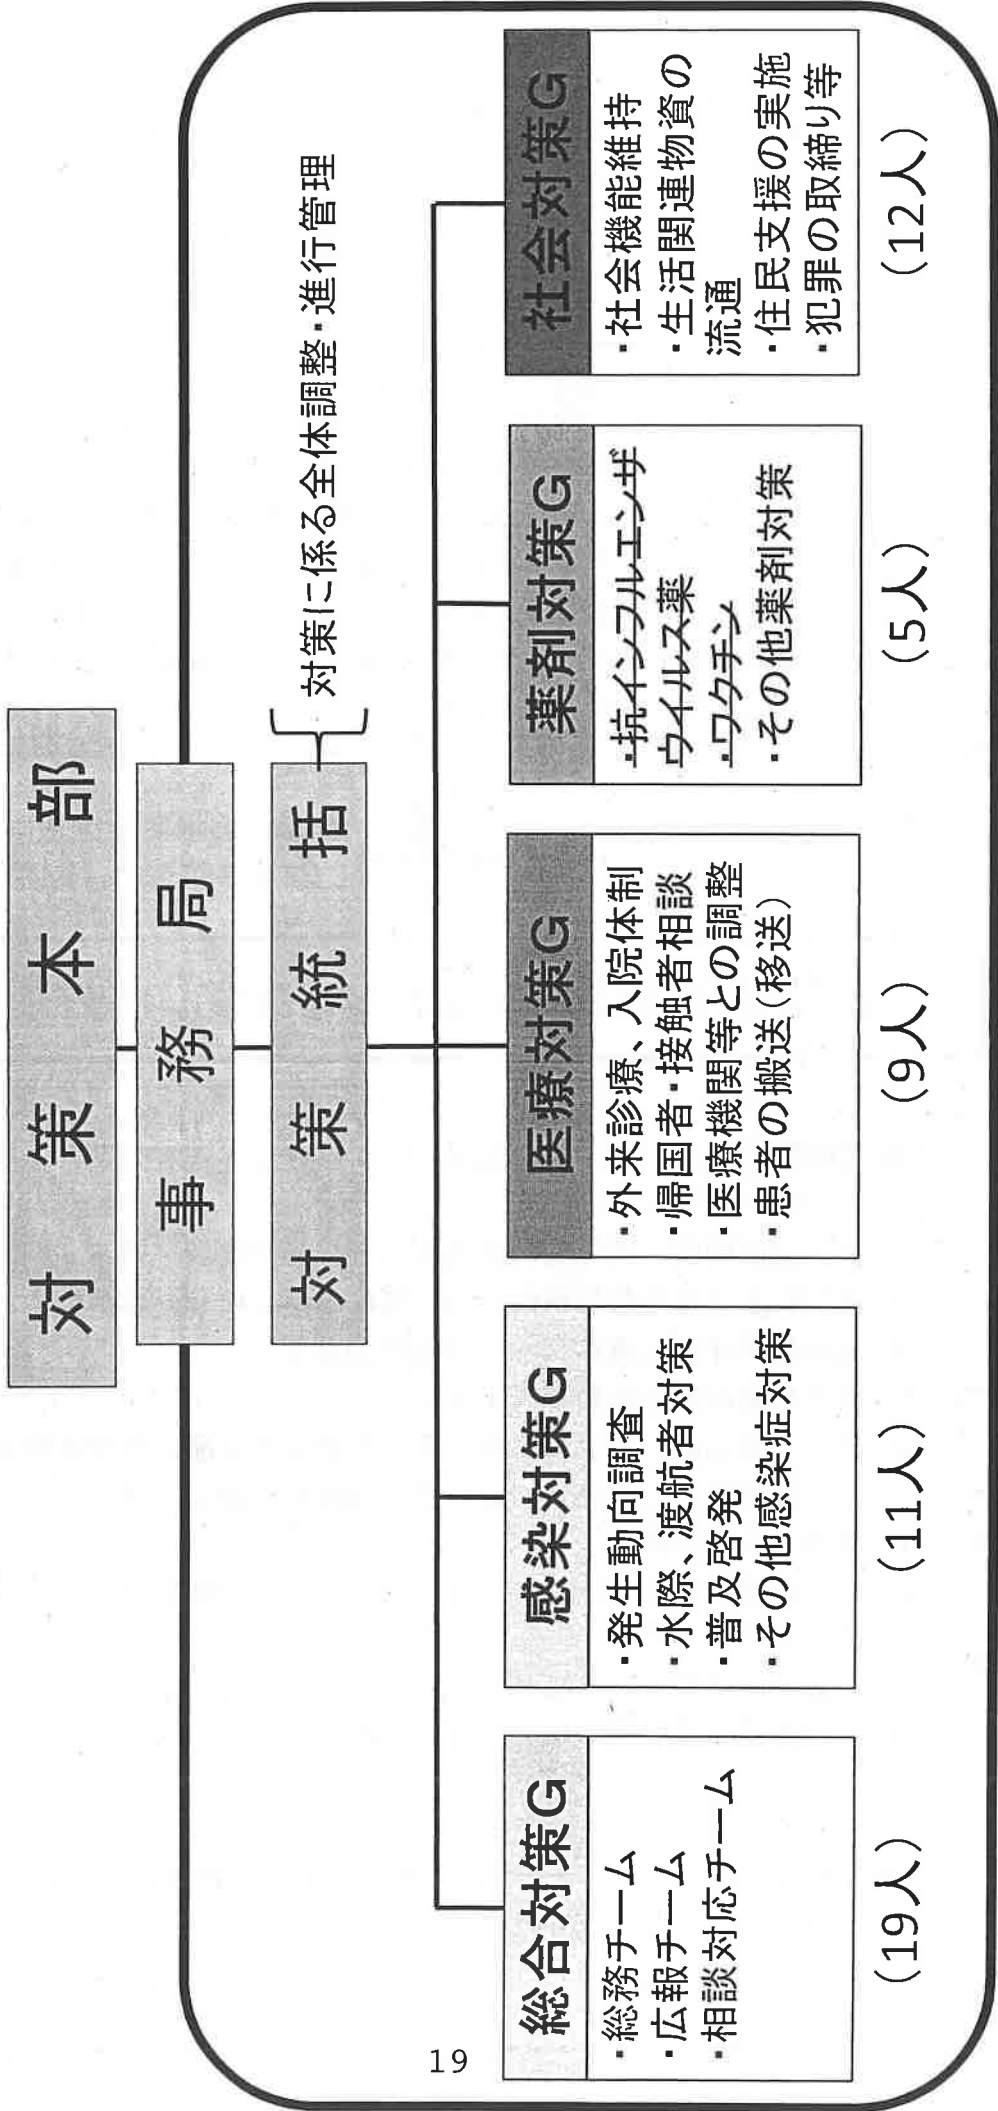 対策本部
事務局
対策統括
対策に係る全体調整・進行管理
総合対策G
・総務チーム
・広報チーム
・相談対応チーム
(19人)
感染対策G
・発生動向調査
・水際、渡航者対策
・普及啓発
・その他感染症対策
(11人)
医療対策G
・外来診療、入院体制
・帰国者・接触者相談
・医療機関等との調整
・患者の搬送(移送)
(9人)
薬剤対策G
・抗インフルエンザ
ウイルス薬
・ワクチン
・その他薬剤対策
(5人)
社会対策G
・社会機能維持
・生活関連物資の
流通
・住民支援の実施
・犯罪の取締り等
(12人)
19